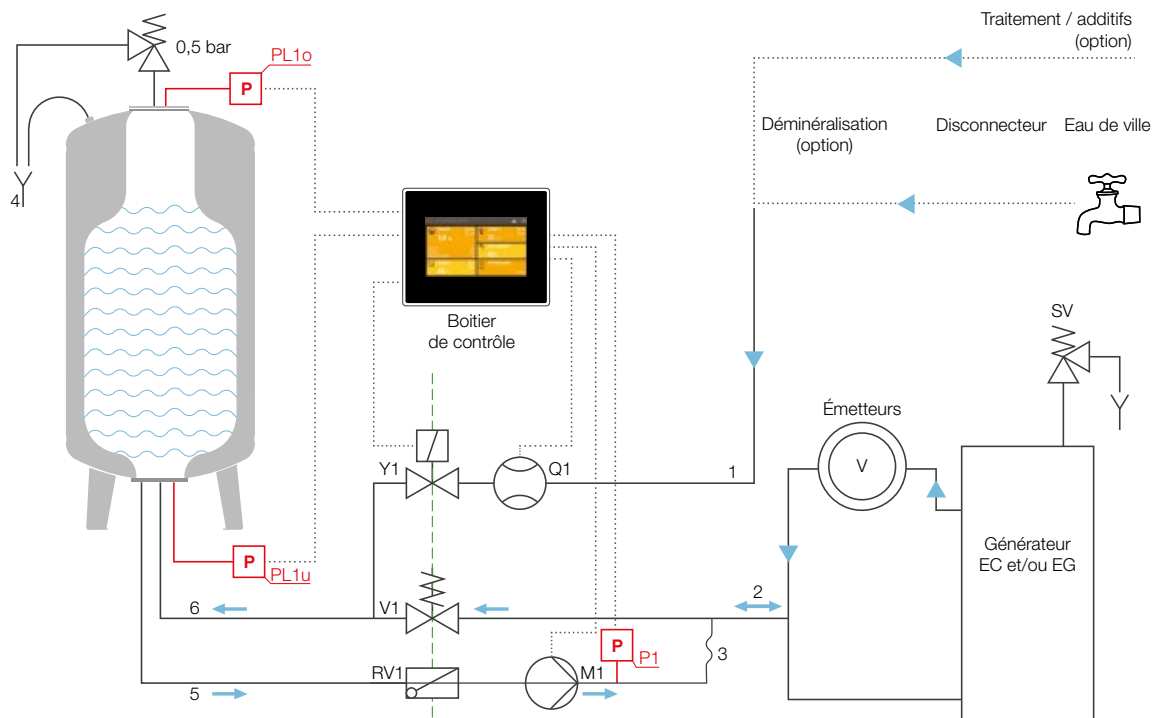 Traitement / additifs
(option)
0,5 bar
PL1o
P
Déminéralisation
(option)
Disconnecteur
Eau de ville
4
Boitier
de contrôle
SV
Émetteurs
Y1
Q1
1
V
Générateur
EC et/ou EG
P
PL1u
6
V1
2
P
P1
3
RV1
M1
5